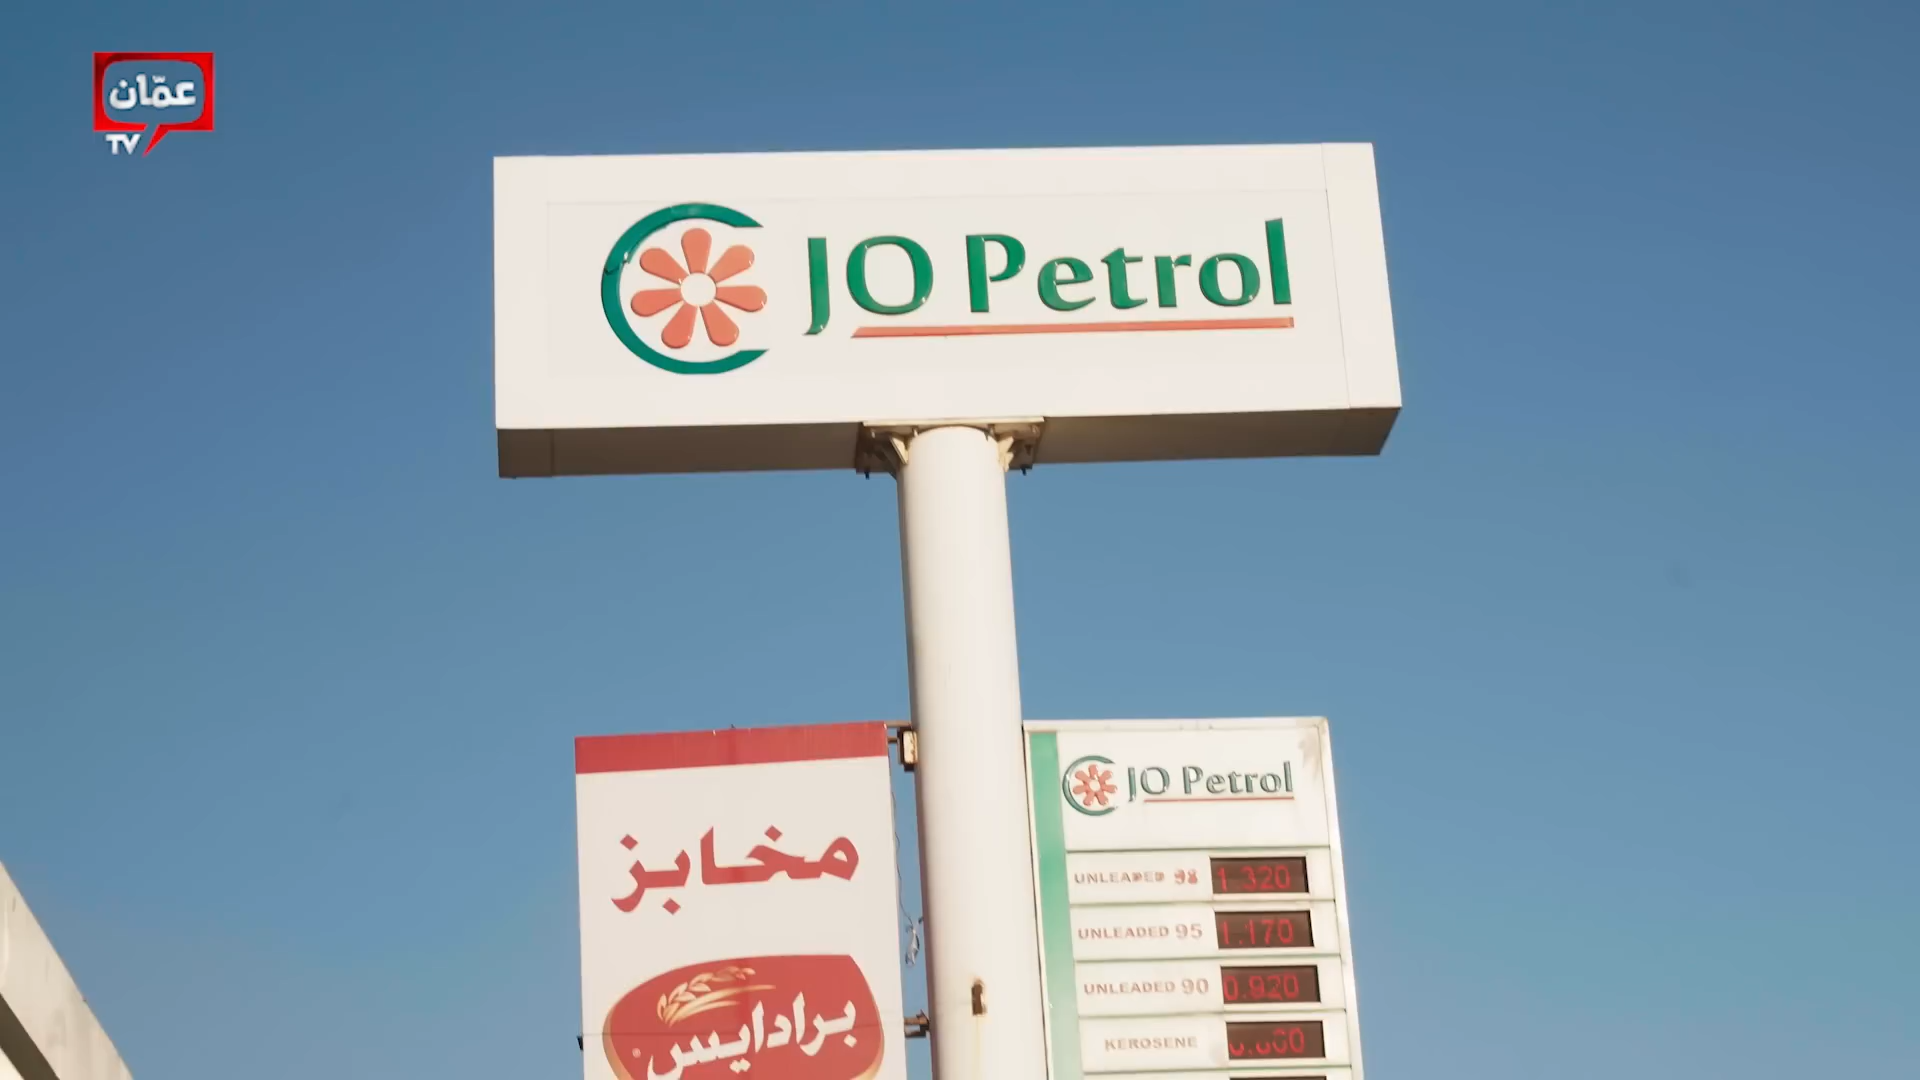 عمّان
TV
JO Petrol
مخابز
برادايس
JO Petrol
UNLEADED 98 1.320
UNLEADED 95 1.170
UNLEADED 90 0.920
KEROSENE